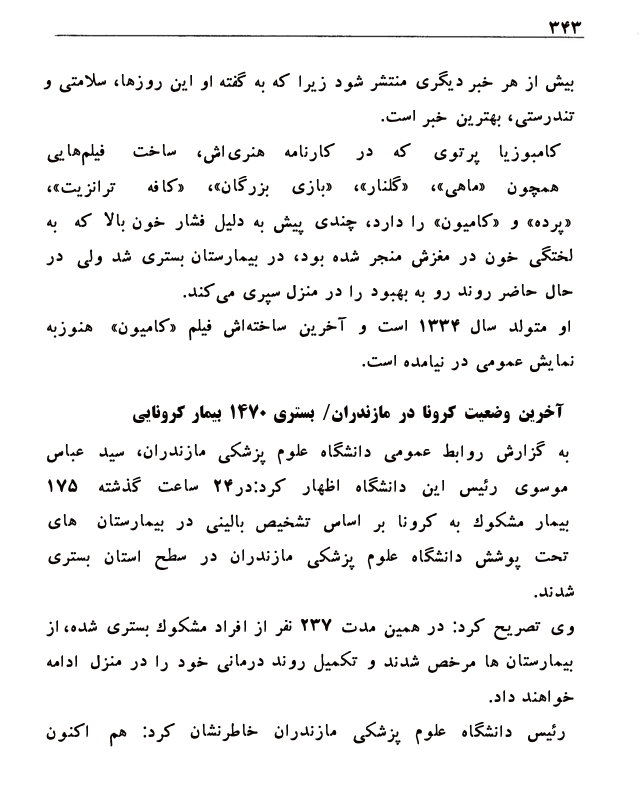 ۳۴۳
بیش از هر خبر دیگری منتشر شود زیرا که به گفته او این روزها، سلامتی و
تندرستی، بهترین خبر است.
کامبوزیا پرتوی که در کارنامه هنری‌اش، ساخت فیلم‌هایی
همچون «ماهی»، «گلنار»، «بازی بزرگان»، «کافه ترانزیت»،
«پرده» و «کامیون» را دارد، چندی پیش به دلیل فشار خون بالا که به
لختگی خون در مغزش منجر شده بود، در بیمارستان بستری شد ولی در
حال حاضر روند رو به بهبود را در منزل سپری می‌کند.
او متولد سال ۱۳۳۴ است و آخرین ساخته‌اش فیلم «کامیون» هنوزبه
نمایش عمومی در نیامده است.
آخرین وضعیت کرونا در مازندران/ بستری ۱۴۷۰ بیمار کرونایی
به گزارش روابط عمومی دانشگاه علوم پزشکی مازندران، سید عباس
موسوی رئیس این دانشگاه اظهار کرد:در۲۴ ساعت گذشته ۱۷۵
بیمار مشکوك به کرونا بر اساس تشخیص بالینی در بیمارستان های
تحت پوشش دانشگاه علوم پزشکی مازندران در سطح استان بستری
شدند.
وی تصریح کرد: در همین مدت ۲۳۷ نفر از افراد مشکوك بستری شده،از
بیمارستان ها مرخص شدند و تکمیل روند درمانی خود را در منزل ادامه
خواهند داد.
رئیس دانشگاه علوم پزشکی مازندران خاطرنشان کرد: هم اکنون